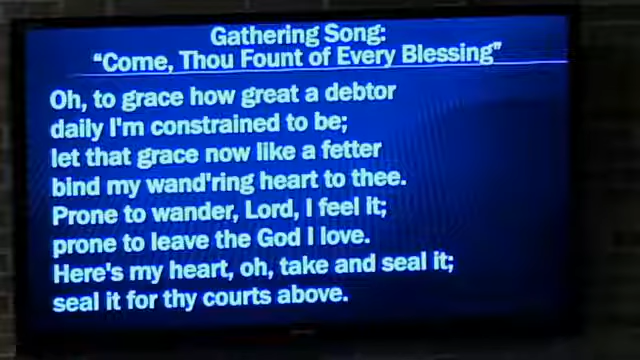 Gathering Song:
“Come, Thou Fount of Every Blessing”
Oh, to grace how great a debtor
daily I'm constrained to be;
let that grace now like a fetter
bind my wand'ring heart to thee.
Prone to wander, Lord, I feel it;
prone to leave the God I love.
Here's my heart, oh, take and seal it;
seal it for thy courts above.